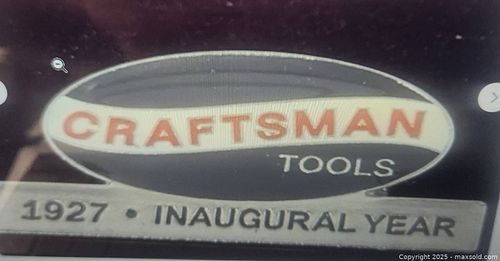 CRAFTSMAN
TOOLS
1927 • INAUGURAL YEAR
Copyright 2025 - maxsold.com